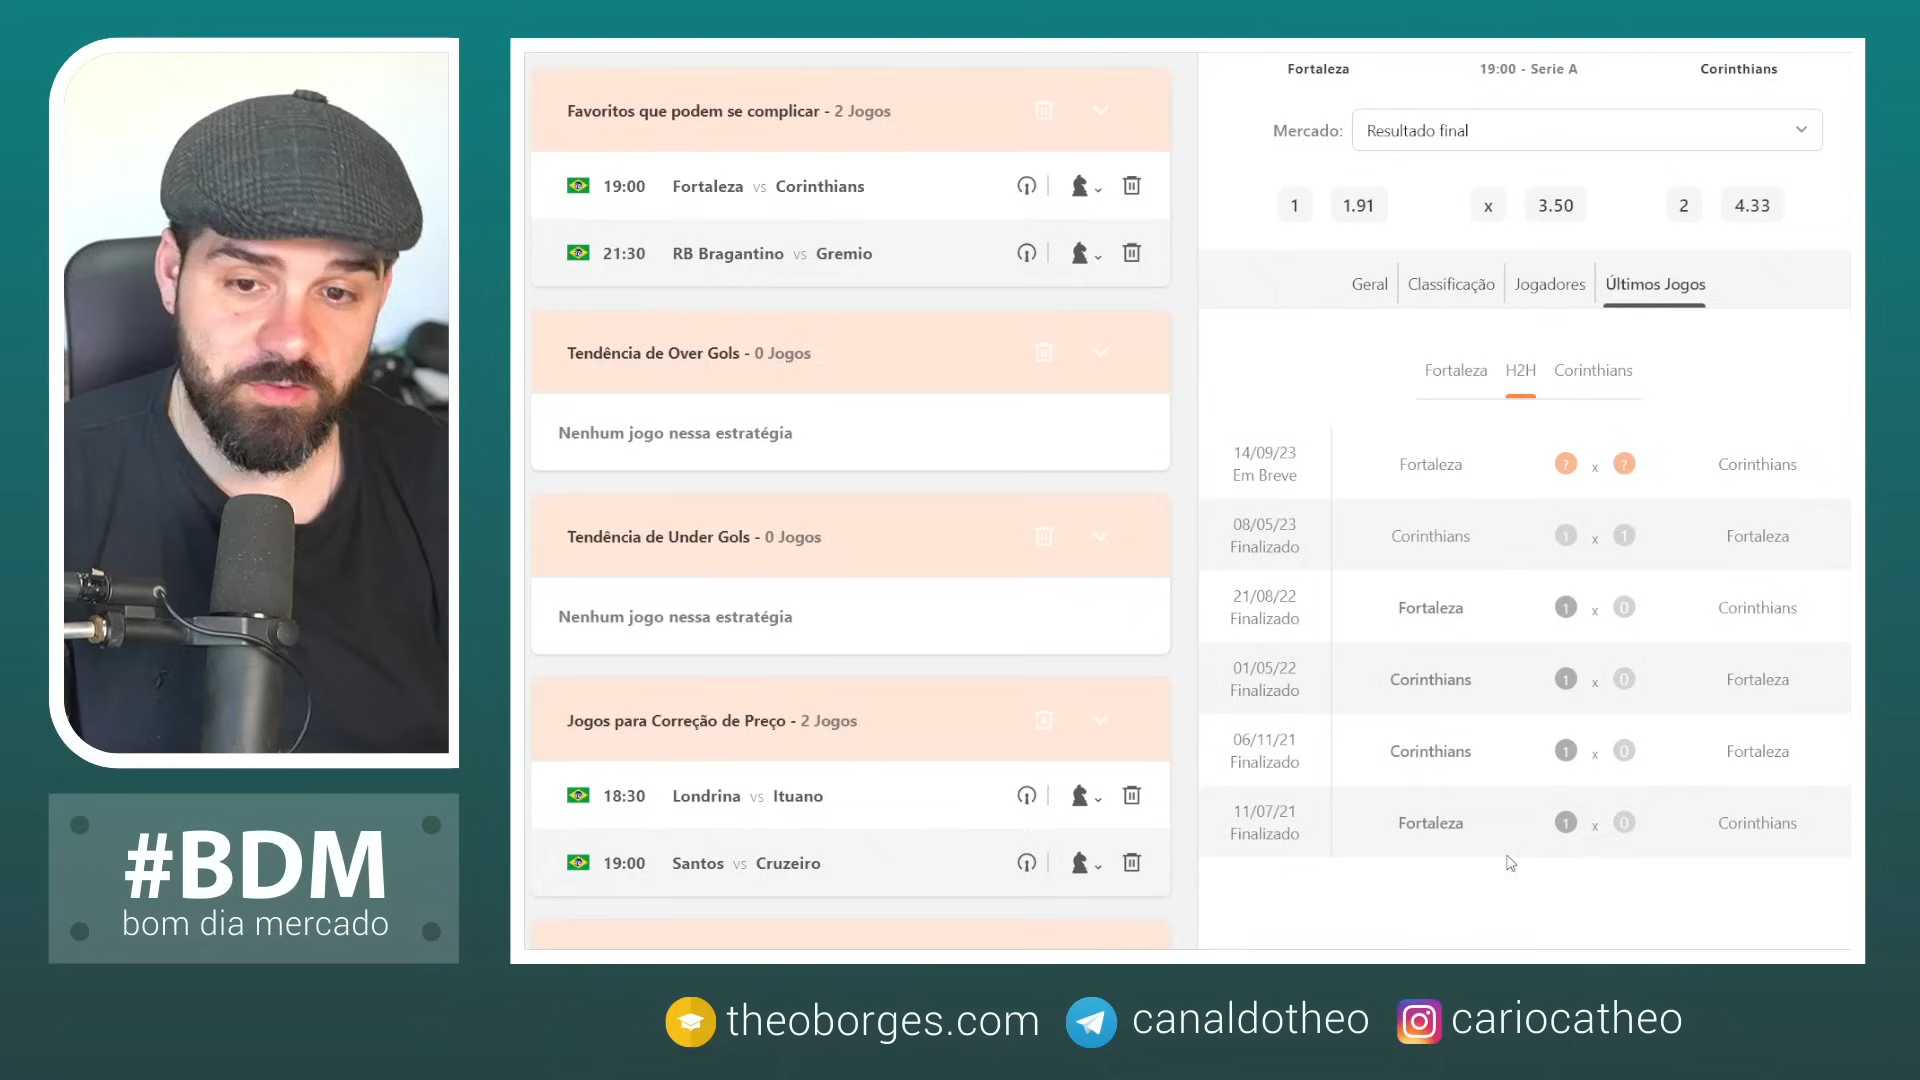 Favoritos que podem se complicar - 2 Jogos
19:00 Fortaleza vs Corinthians
21:30 RB Bragantino vs Gremio
Tendência de Over Gols - 0 Jogos
Nenhum jogo nessa estratégia
Tendência de Under Gols - 0 Jogos
Nenhum jogo nessa estratégia
Jogos para Correção de Preço - 2 Jogos
18:30 Londrina vs Ituano
19:00 Santos vs Cruzeiro
Fortaleza 19:00 - Serie A Corinthians
Mercado: Resultado final
1 1.91 x 3.50 2 4.33
Geral Classificação Jogadores Últimos Jogos
Fortaleza H2H Corinthians
14/09/23
Em Breve
Fortaleza ? x ? Corinthians
08/05/23
Finalizado
Corinthians 1 x 1 Fortaleza
21/08/22
Finalizado
Fortaleza 1 x 0 Corinthians
01/05/22
Finalizado
Corinthians 1 x 0 Fortaleza
06/11/21
Finalizado
Corinthians 1 x 0 Fortaleza
11/07/21
Finalizado
Fortaleza 1 x 0 Corinthians
#BDM
bom dia mercado
theoborges.com canaldotheo cariocatheo